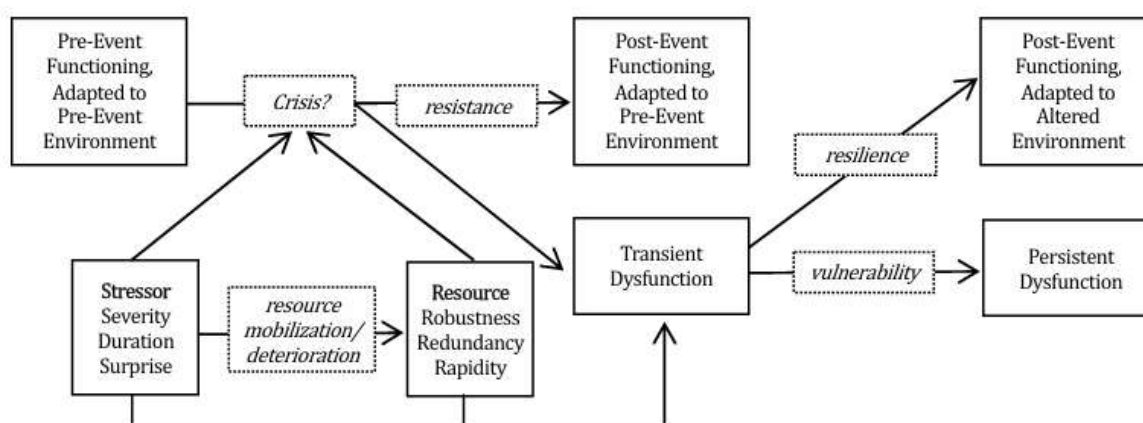 Pre-Event
Functioning,
Adapted to
Pre-Event
Environment
Crisis?
resistance
Post-Event
Functioning,
Adapted to
Pre-Event
Environment
resilience
Post-Event
Functioning,
Adapted to
Altered
Environment
Stressor
Severity
Duration
Surprise
resource
mobilization/
deterioration
Resource
Robustness
Redundancy
Rapidity
Transient
Dysfunction
vulnerability
Persistent
Dysfunction